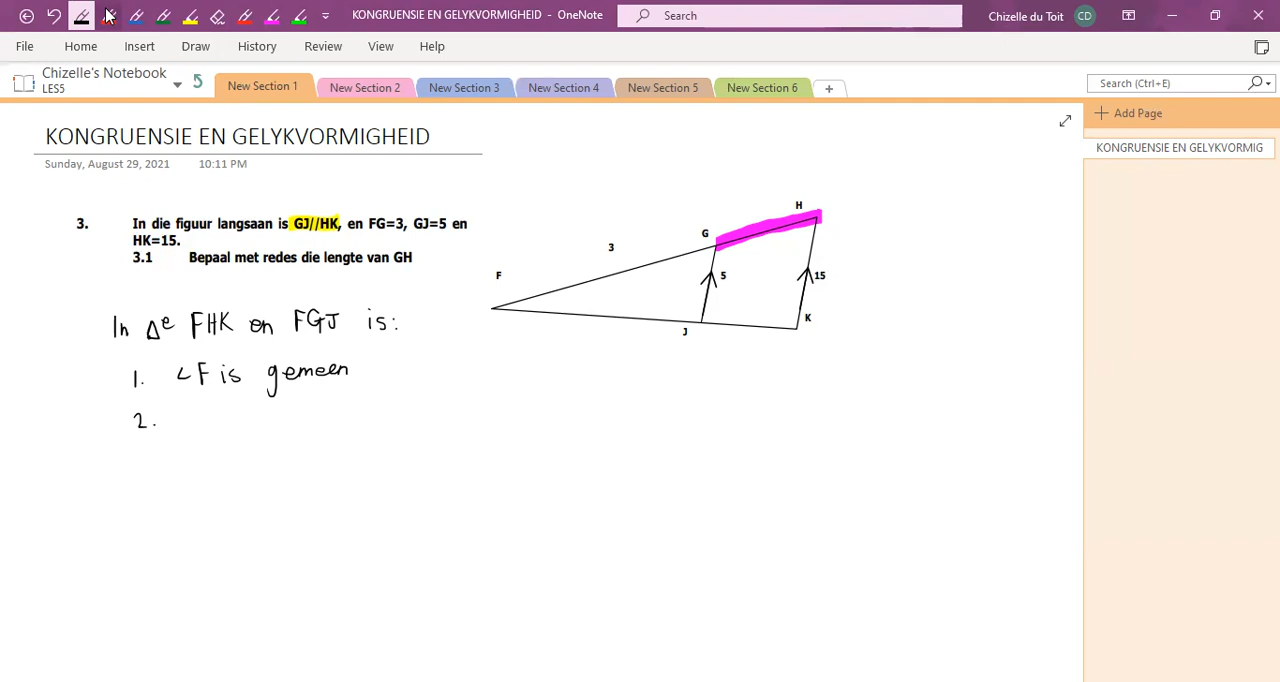 KONGRUENSIE EN GELYKVORMIGHEID - OneNote
Search
Chizelle du Toit
CD
File Home Insert Draw History Review View Help
Chizelle's Notebook
LES5
New Section 1 New Section 2 New Section 3 New Section 4 New Section 5 New Section 6 +
Search (Ctrl+E)
Add Page
KONGRUENSIE EN GELYKVORMIG
KONGRUENSIE EN GELYKVORMIGHEID
Sunday, August 29, 2021 10:11 PM
3. In die figuur langsaan is GJ//HK, en FG=3, GJ=5 en
HK=15.
3.1 Bepaal met redes die lengte van GH
H
G
3
F
5
15
K
J
In Δe FHK en FGJ is:
1. ∠F is gemeen
2.